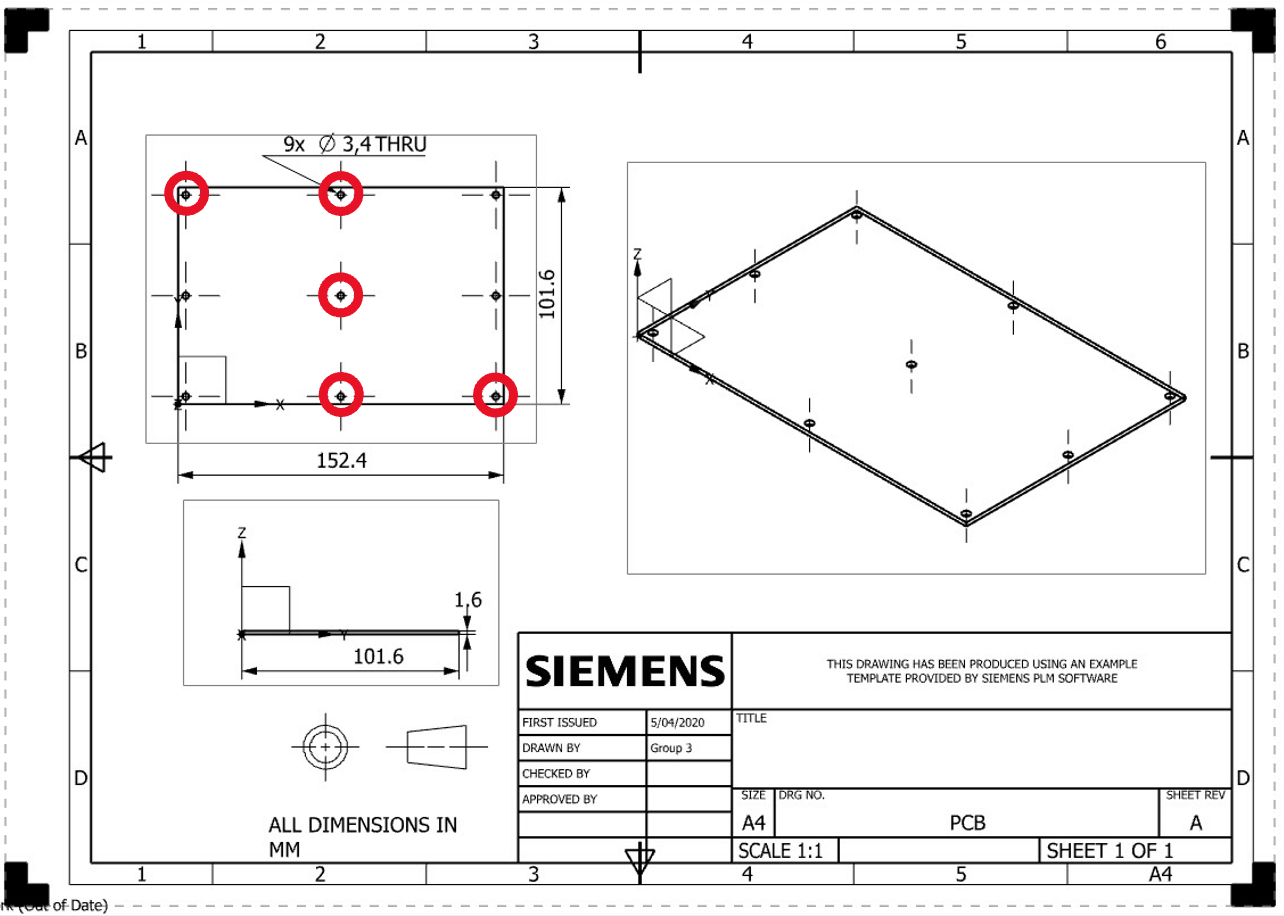 1 2 3 4 5 6
A A
9x Ø 3,4 THRU
101.6
Z
Y
X
B B
Y
X
Z
152.4
C C
Z
1,6
X
Y
101.6
SIEMENS
THIS DRAWING HAS BEEN PRODUCED USING AN EXAMPLE
TEMPLATE PROVIDED BY SIEMENS PLM SOFTWARE
FIRST ISSUED 5/04/2020
TITLE
DRAWN BY Group 3
CHECKED BY
APPROVED BY
D D
SIZE DRG NO. SHEET REV
A4 PCB A
ALL DIMENSIONS IN
MM
SCALE 1:1 SHEET 1 OF 1
1 2 3 4 5 A4
(Out of Date)